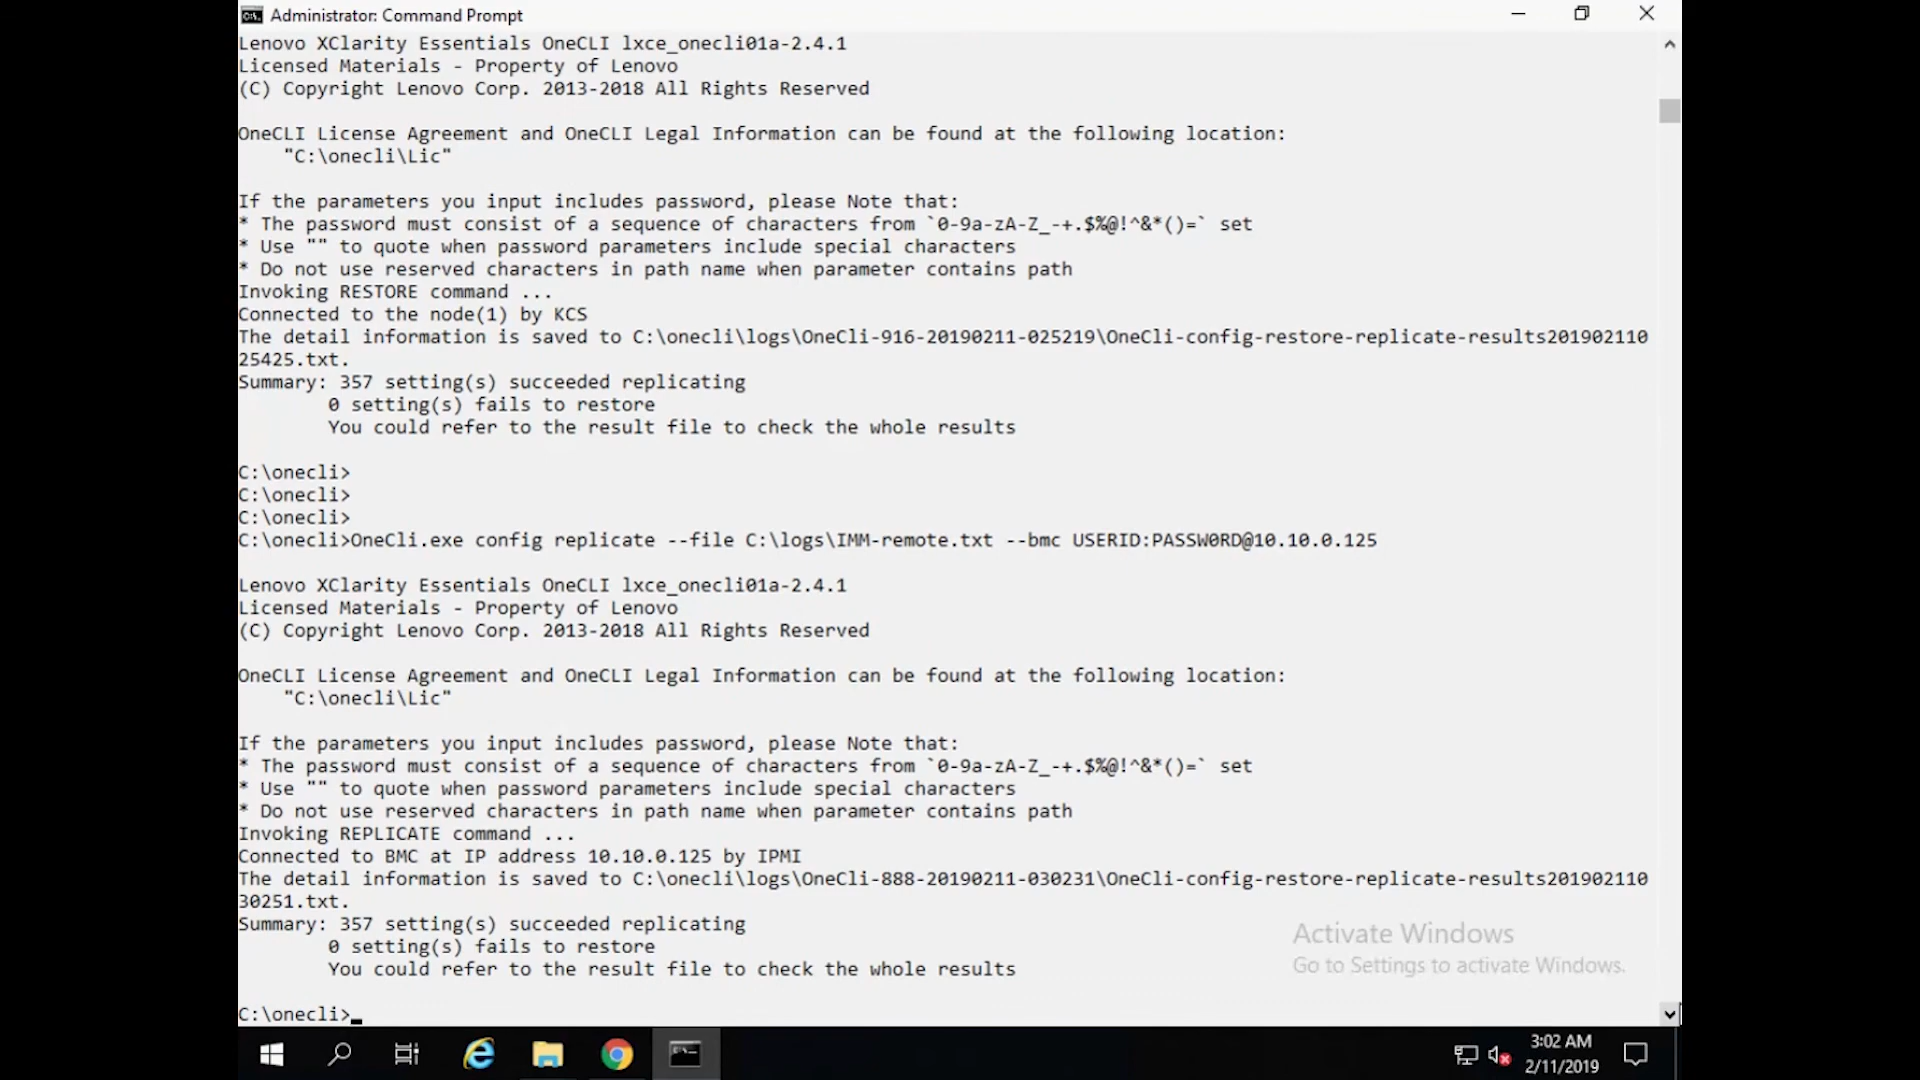 Administrator: Command Prompt
Lenovo XClarity Essentials OneCLI lxce_onecli01a-2.4.1
Licensed Materials - Property of Lenovo
(C) Copyright Lenovo Corp. 2013-2018 All Rights Reserved
OneCLI License Agreement and OneCLI Legal Information can be found at the following location:
"C:\onecli\Lic"
If the parameters you input includes password, please Note that:
* The password must consist of a sequence of characters from `0-9a-zA-Z_-+.$%@!^&*()=` set
* Use "" to quote when password parameters include special characters
* Do not use reserved characters in path name when parameter contains path
Invoking RESTORE command ...
Connected to the node(1) by KCS
The detail information is saved to C:\onecli\logs\OneCli-916-20190211-025219\OneCli-config-restore-replicate-results201902110
25425.txt.
Summary: 357 setting(s) succeeded replicating
0 setting(s) fails to restore
You could refer to the result file to check the whole results
C:\onecli>
C:\onecli>
C:\onecli>
C:\onecli>OneCli.exe config replicate --file C:\logs\IMM-remote.txt --bmc USERID:PASSW0RD@10.10.0.125
Lenovo XClarity Essentials OneCLI lxce_onecli01a-2.4.1
Licensed Materials - Property of Lenovo
(C) Copyright Lenovo Corp. 2013-2018 All Rights Reserved
OneCLI License Agreement and OneCLI Legal Information can be found at the following location:
"C:\onecli\Lic"
If the parameters you input includes password, please Note that:
* The password must consist of a sequence of characters from `0-9a-zA-Z_-+.$%@!^&*()=` set
* Use "" to quote when password parameters include special characters
* Do not use reserved characters in path name when parameter contains path
Invoking REPLICATE command ...
Connected to BMC at IP address 10.10.0.125 by IPMI
The detail information is saved to C:\onecli\logs\OneCli-888-20190211-030231\OneCli-config-restore-replicate-results201902110
30251.txt.
Summary: 357 setting(s) succeeded replicating
0 setting(s) fails to restore
You could refer to the result file to check the whole results
C:\onecli>
Activate Windows
Go to Settings to activate Windows.
3:02 AM
2/11/2019